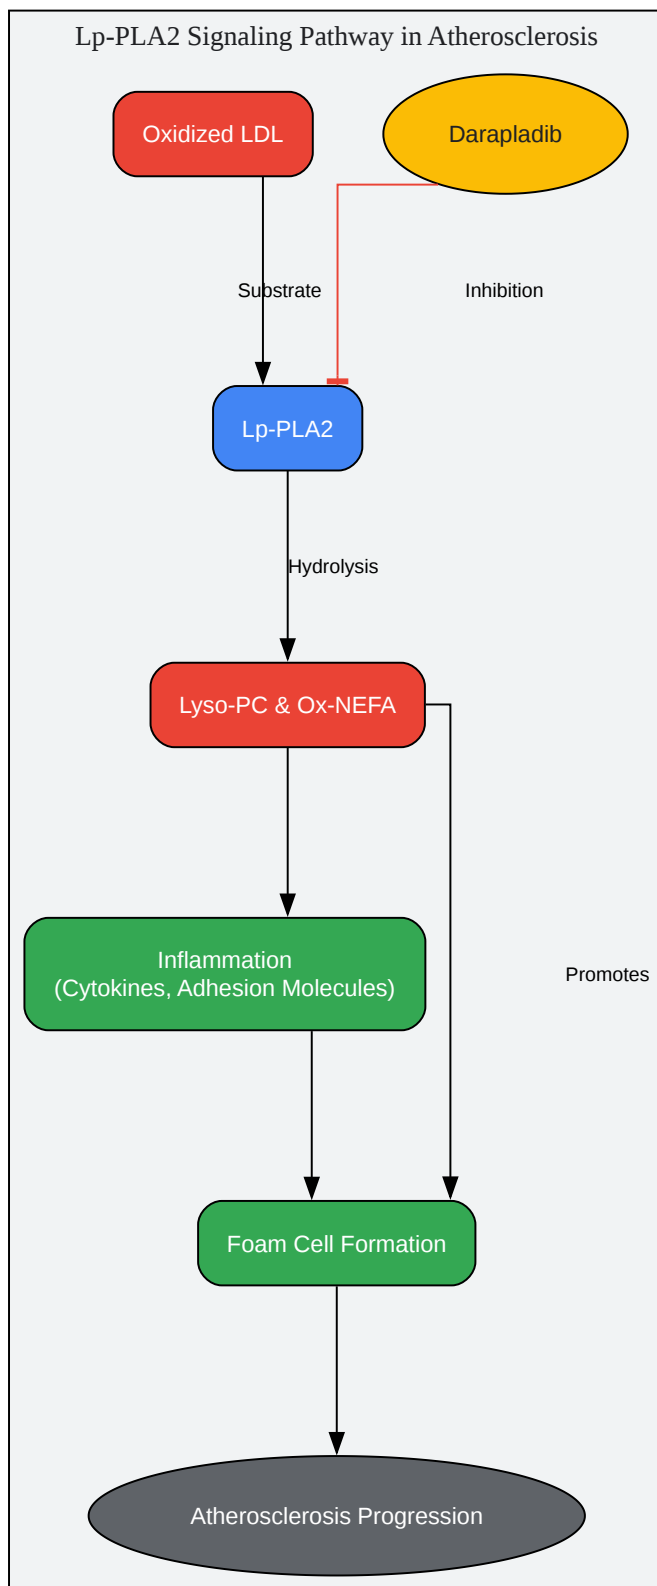 Lp-PLA2 Signaling Pathway in Atherosclerosis
Oxidized LDL
Darapladib
Substrate
Inhibition
Lp-PLA2
Hydrolysis
Lyso-PC & Ox-NEFA
Inflammation
(Cytokines, Adhesion Molecules)
Promotes
Foam Cell Formation
Atherosclerosis Progression